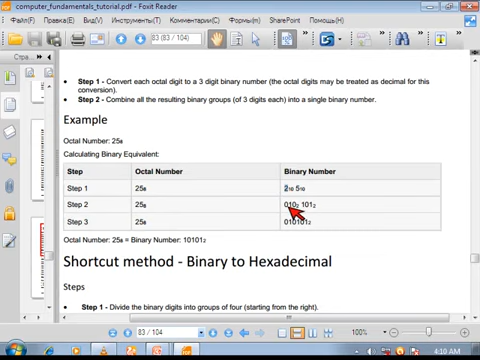 computer_fundamentals_tutorial.pdf - Foxit Reader
Файл(F) Правка(E) Вид(V) Инструменты(T) Комментарии(C) Формы(M) SharePoint Помощь(H)
83 (83 / 104)
Стра...
• Step 1 - Convert each octal digit to a 3 digit binary number (the octal digits may be treated as decimal for this
conversion).
• Step 2 - Combine all the resulting binary groups (of 3 digits each) into a single binary number.
Example
Octal Number: 25₈
Calculating Binary Equivalent:
Step Octal Number Binary Number
Step 1 25₈ 2₁₀ 5₁₀
Step 2 25₈ 010₂ 101₂
Step 3 25₈ 010101₂
Octal Number: 25₈ = Binary Number: 10101₂
Shortcut method - Binary to Hexadecimal
Steps
• Step 1 - Divide the binary digits into groups of four (starting from the right).
83 / 104
100%
4:10 AM